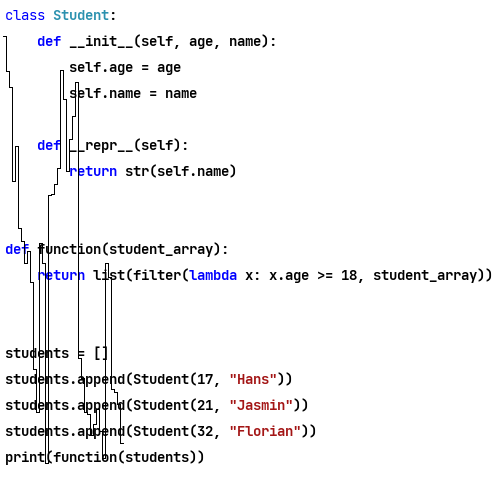 class Student:
    def __init__(self, age, name):
        self.age = age
        self.name = name

    def __repr__(self):
        return str(self.name)


def function(student_array):
    return list(filter(lambda x: x.age >= 18, student_array))


students = []
students.append(Student(17, "Hans"))
students.append(Student(21, "Jasmin"))
students.append(Student(32, "Florian"))
print(function(students))